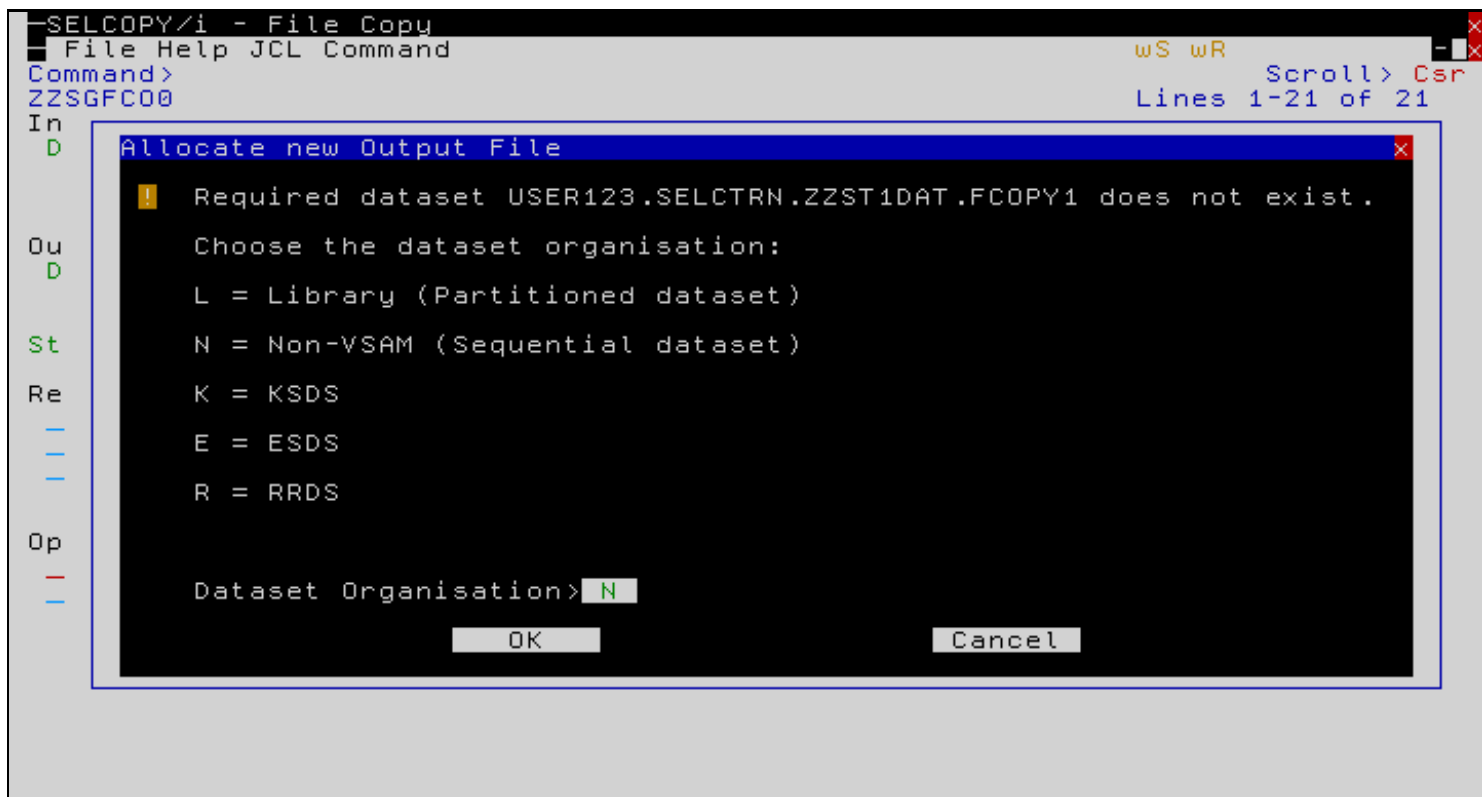 SELCOPY/i - File Copy
File Help JCL Command wS wR
Command> Scroll> Csr
ZZSGFCO0 Lines 1-21 of 21
In
D Allocate new Output File x
! Required dataset USER123.SELCTRN.ZZST1DAT.FCOPY1 does not exist.
Ou Choose the dataset organisation:
D
L = Library (Partitioned dataset)
St N = Non-VSAM (Sequential dataset)
Re K = KSDS
E = ESDS
R = RRDS
Op
Dataset Organisation> N
OK Cancel